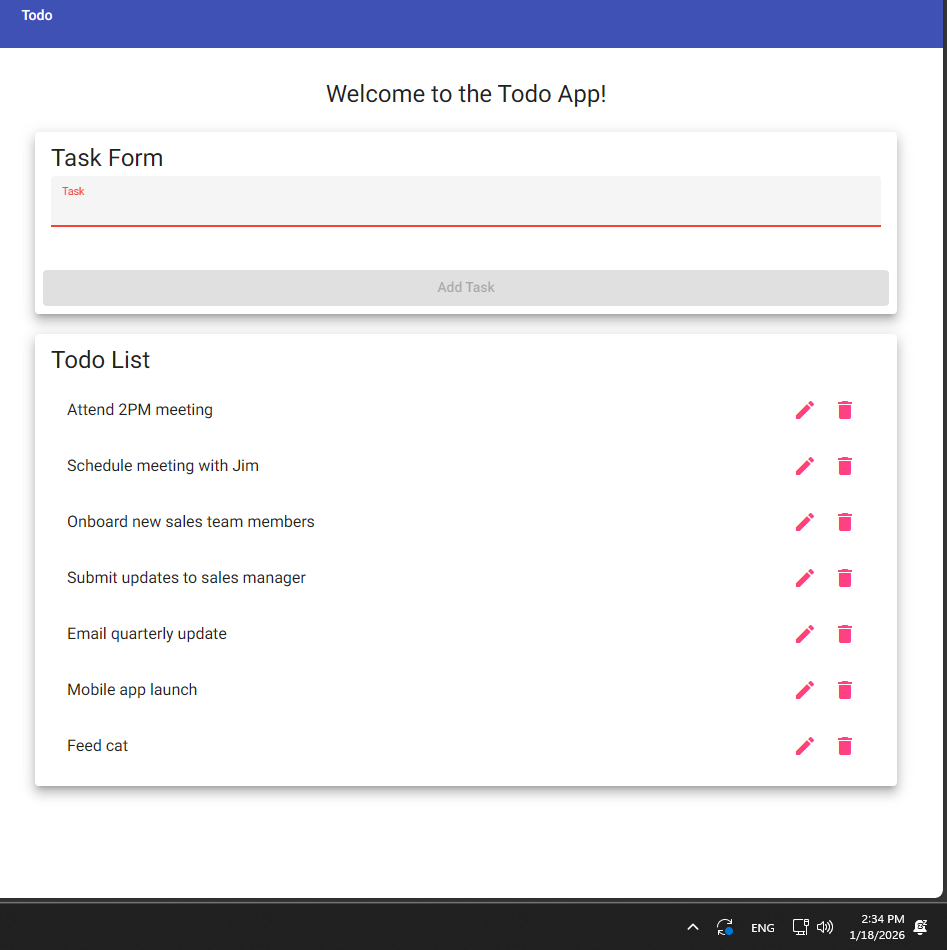 Todo
Welcome to the Todo App!
Task Form
Task
Add Task
Todo List
Attend 2PM meeting
Schedule meeting with Jim
Onboard new sales team members
Submit updates to sales manager
Email quarterly update
Mobile app launch
Feed cat
ENG
2:34 PM
1/18/2026